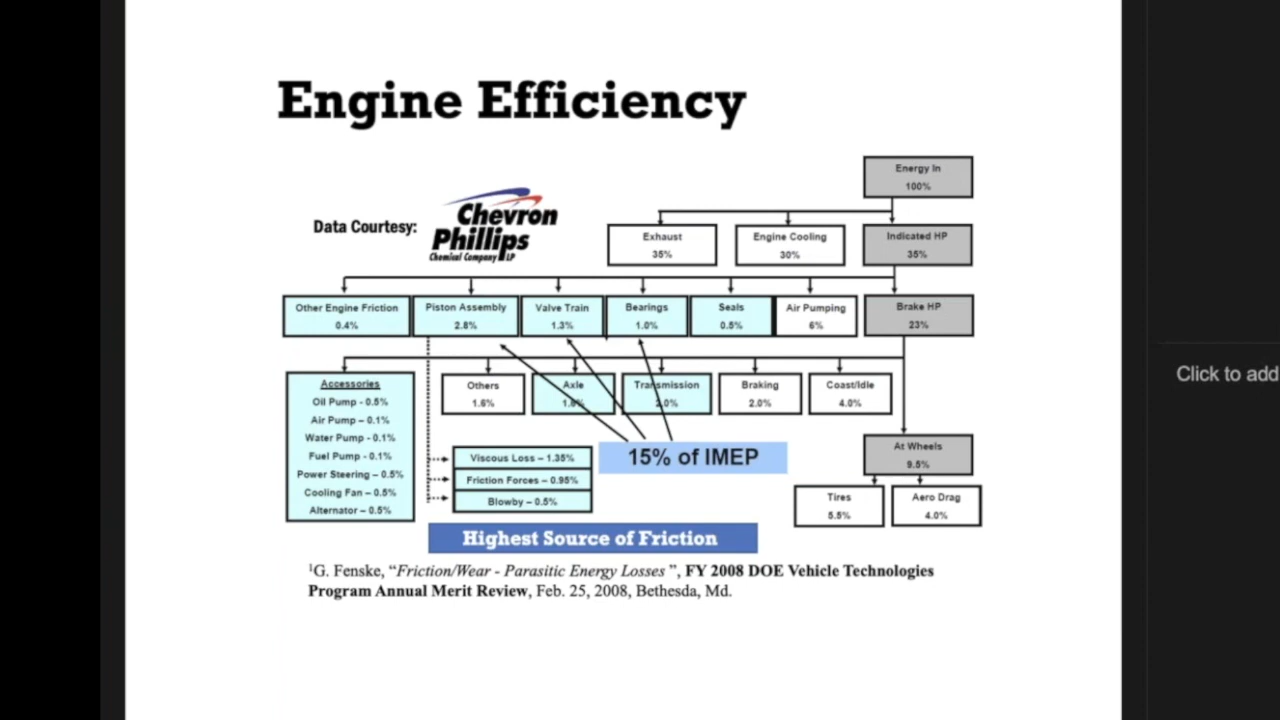 Engine Efficiency
Energy In
100%
Data Courtesy:
Chevron
Phillips
Chemical Company LP
Exhaust
35%
Engine Cooling
30%
Indicated HP
35%
Other Engine Friction
0.4%
Piston Assembly
2.8%
Valve Train
1.3%
Bearings
1.0%
Seals
0.5%
Air Pumping
6%
Brake HP
23%
Accessories
Oil Pump - 0.5%
Air Pump – 0.1%
Water Pump - 0.1%
Fuel Pump – 0.1%
Power Steering – 0.5%
Cooling Fan – 0.5%
Alternator – 0.5%
Others
1.6%
Axle
Transmission
Braking
2.0%
Coast/Idle
4.0%
Viscous Loss – 1.35%
Friction Forces – 0.95%
Blowby – 0.5%
15% of IMEP
At Wheels
9.5%
Tires
5.5%
Aero Drag
4.0%
Highest Source of Friction
¹G. Fenske, “Friction/Wear - Parasitic Energy Losses ”, FY 2008 DOE Vehicle Technologies
Program Annual Merit Review, Feb. 25, 2008, Bethesda, Md.
Click to add